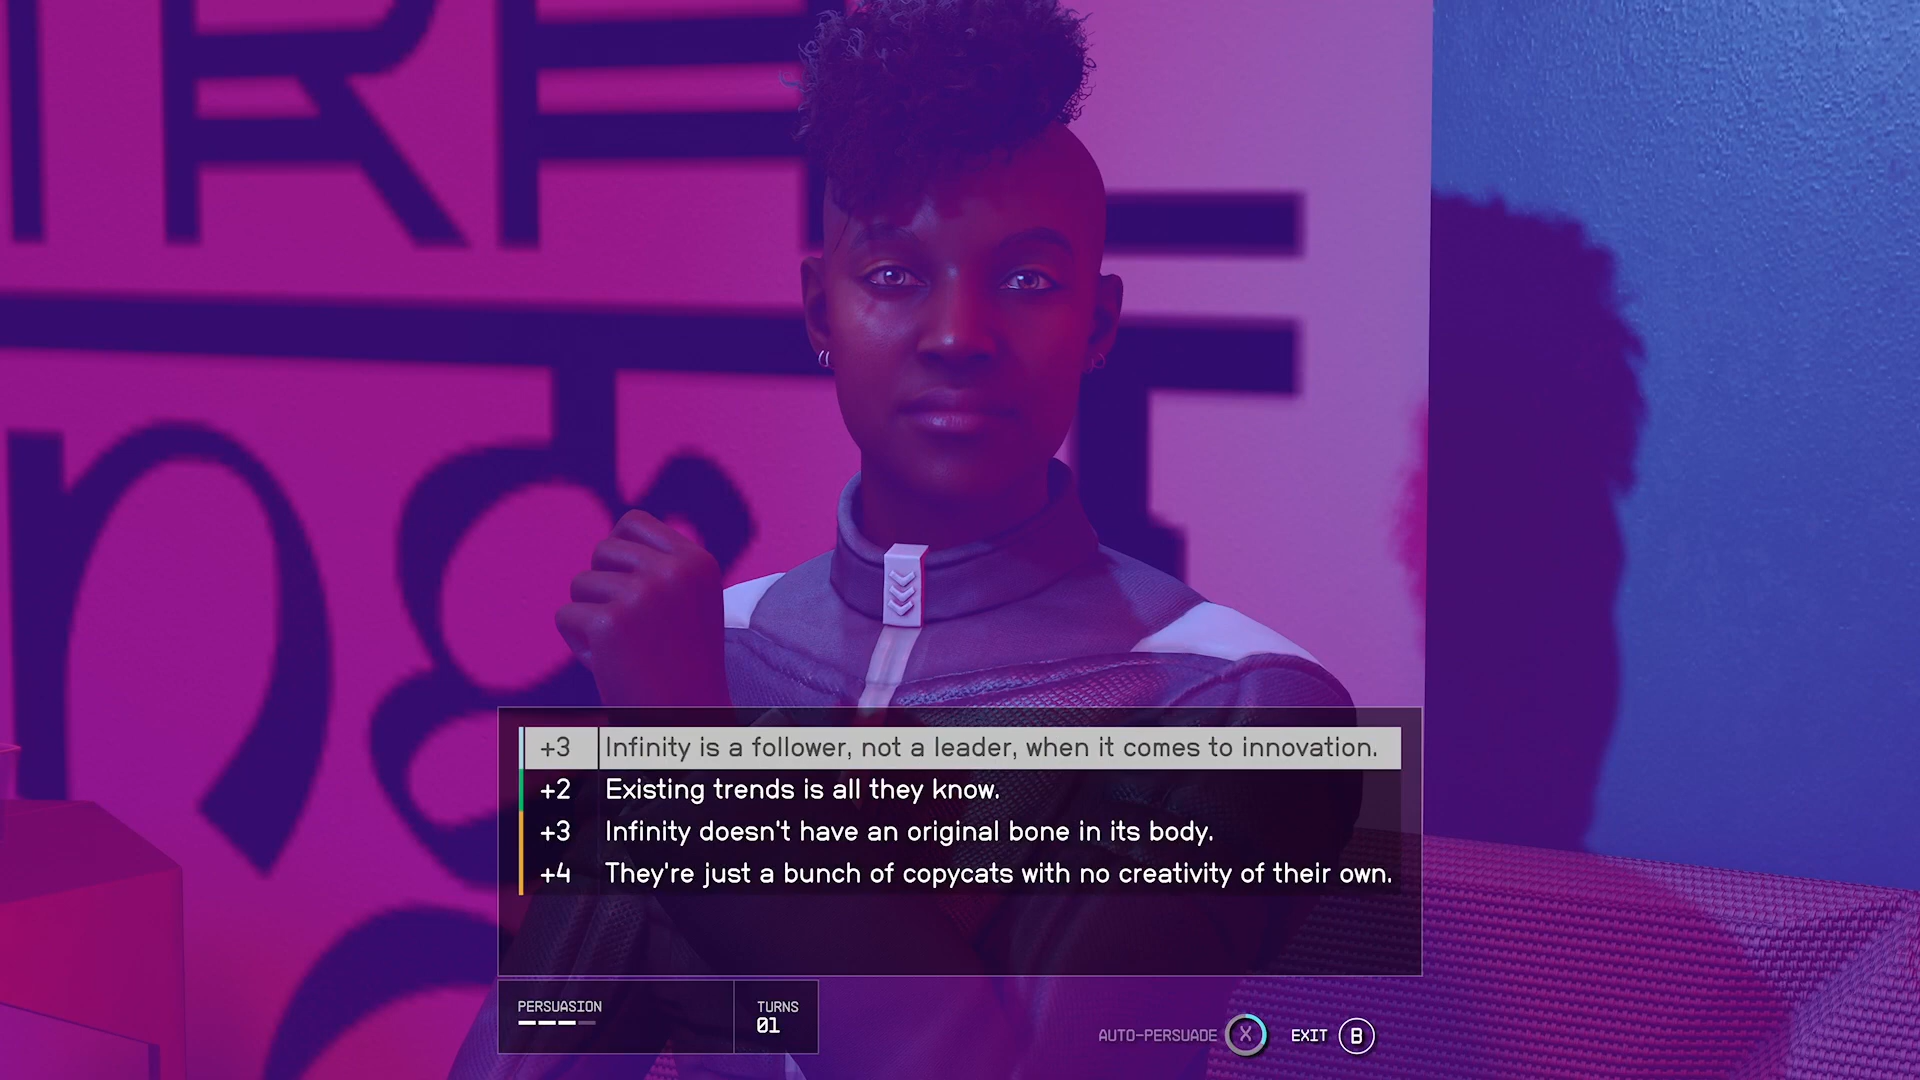 +3 Infinity is a follower, not a leader, when it comes to innovation.
+2 Existing trends is all they know.
+3 Infinity doesn't have an original bone in its body.
+4 They're just a bunch of copycats with no creativity of their own.
PERSUASION
TURNS
01
AUTO-PERSUADE X EXIT B